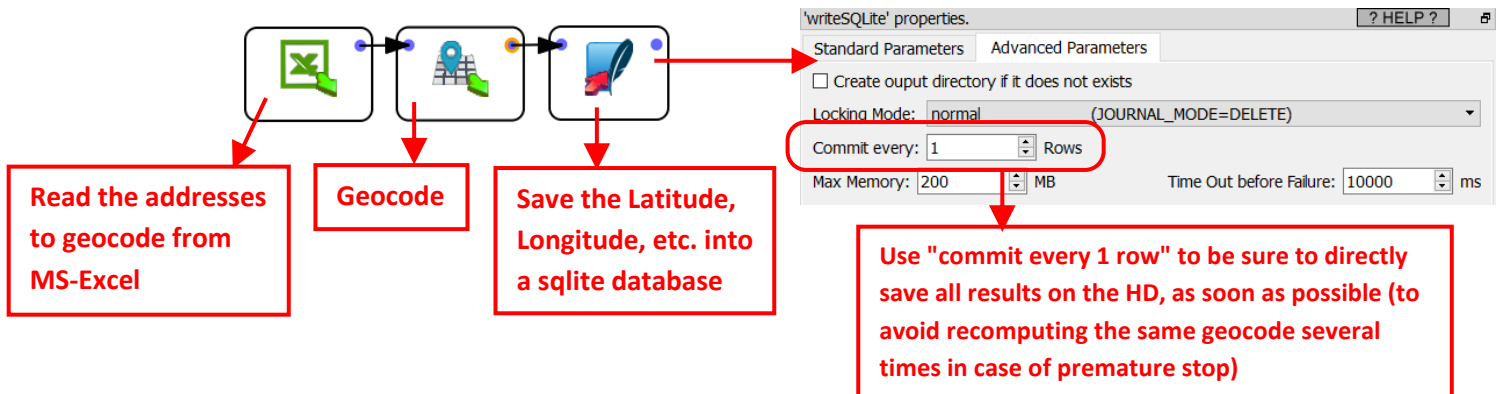 'writeSQLite' properties.
? HELP ?
Standard Parameters
Advanced Parameters
Create ouput directory if it does not exists
Locking Mode: normal (JOURNAL_MODE=DELETE)
Commit every: 1 Rows
Max Memory: 200 MB
Time Out before Failure: 10000 ms
Read the addresses
to geocode from
MS-Excel
Geocode
Save the Latitude,
Longitude, etc. into
a sqlite database
Use "commit every 1 row" to be sure to directly
save all results on the HD, as soon as possible (to
avoid recomputing the same geocode several
times in case of premature stop)